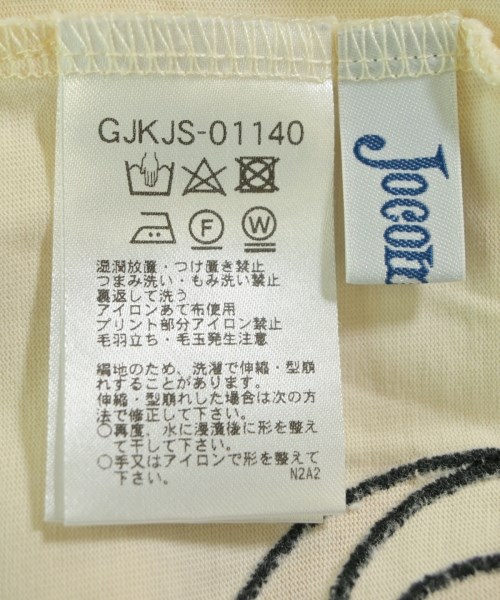 GJKJS-01140
F
W
湿潤放置・つけ置き禁止
つまみ洗い・もみ洗い禁止
裏返して洗う
アイロンあて布使用
プリント部分アイロン禁止
毛羽立ち・毛玉発生注意
編地のため、洗濯で伸縮・型崩
れすることがあります。
伸縮・型崩れした場合は次の方
法で修正して下さい。
○再度、水に浸漬後に形を整え
て干して下さい。
○手又はアイロンで形を整えて
下さい。
N2A2
Jocom